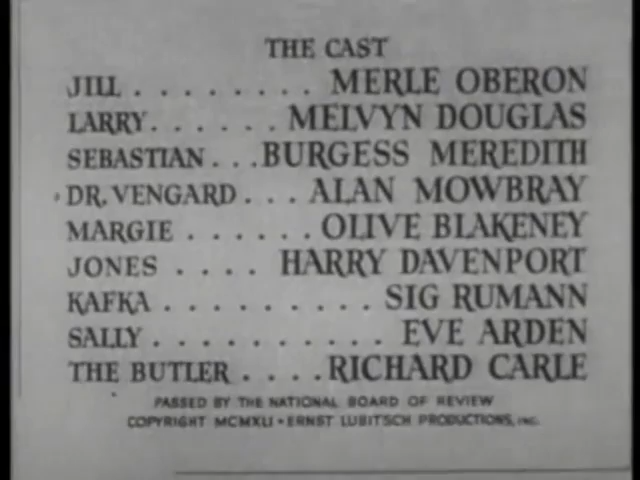 THE CAST
JILL . . . . . . . . . MERLE OBERON
LARRY . . . . . . MELVYN DOUGLAS
SEBASTIAN . . . BURGESS MEREDITH
DR. VENGARD . . . ALAN MOWBRAY
MARGIE . . . . . . OLIVE BLAKENEY
JONES . . . . HARRY DAVENPORT
KAFKA . . . . . . . . . . SIG RUMANN
SALLY . . . . . . . . . . . EVE ARDEN
THE BUTLER . . . . RICHARD CARLE
PASSED BY THE NATIONAL BOARD OF REVIEW
COPYRIGHT MCMXLI • ERNST LUBITSCH PRODUCTIONS, INC.